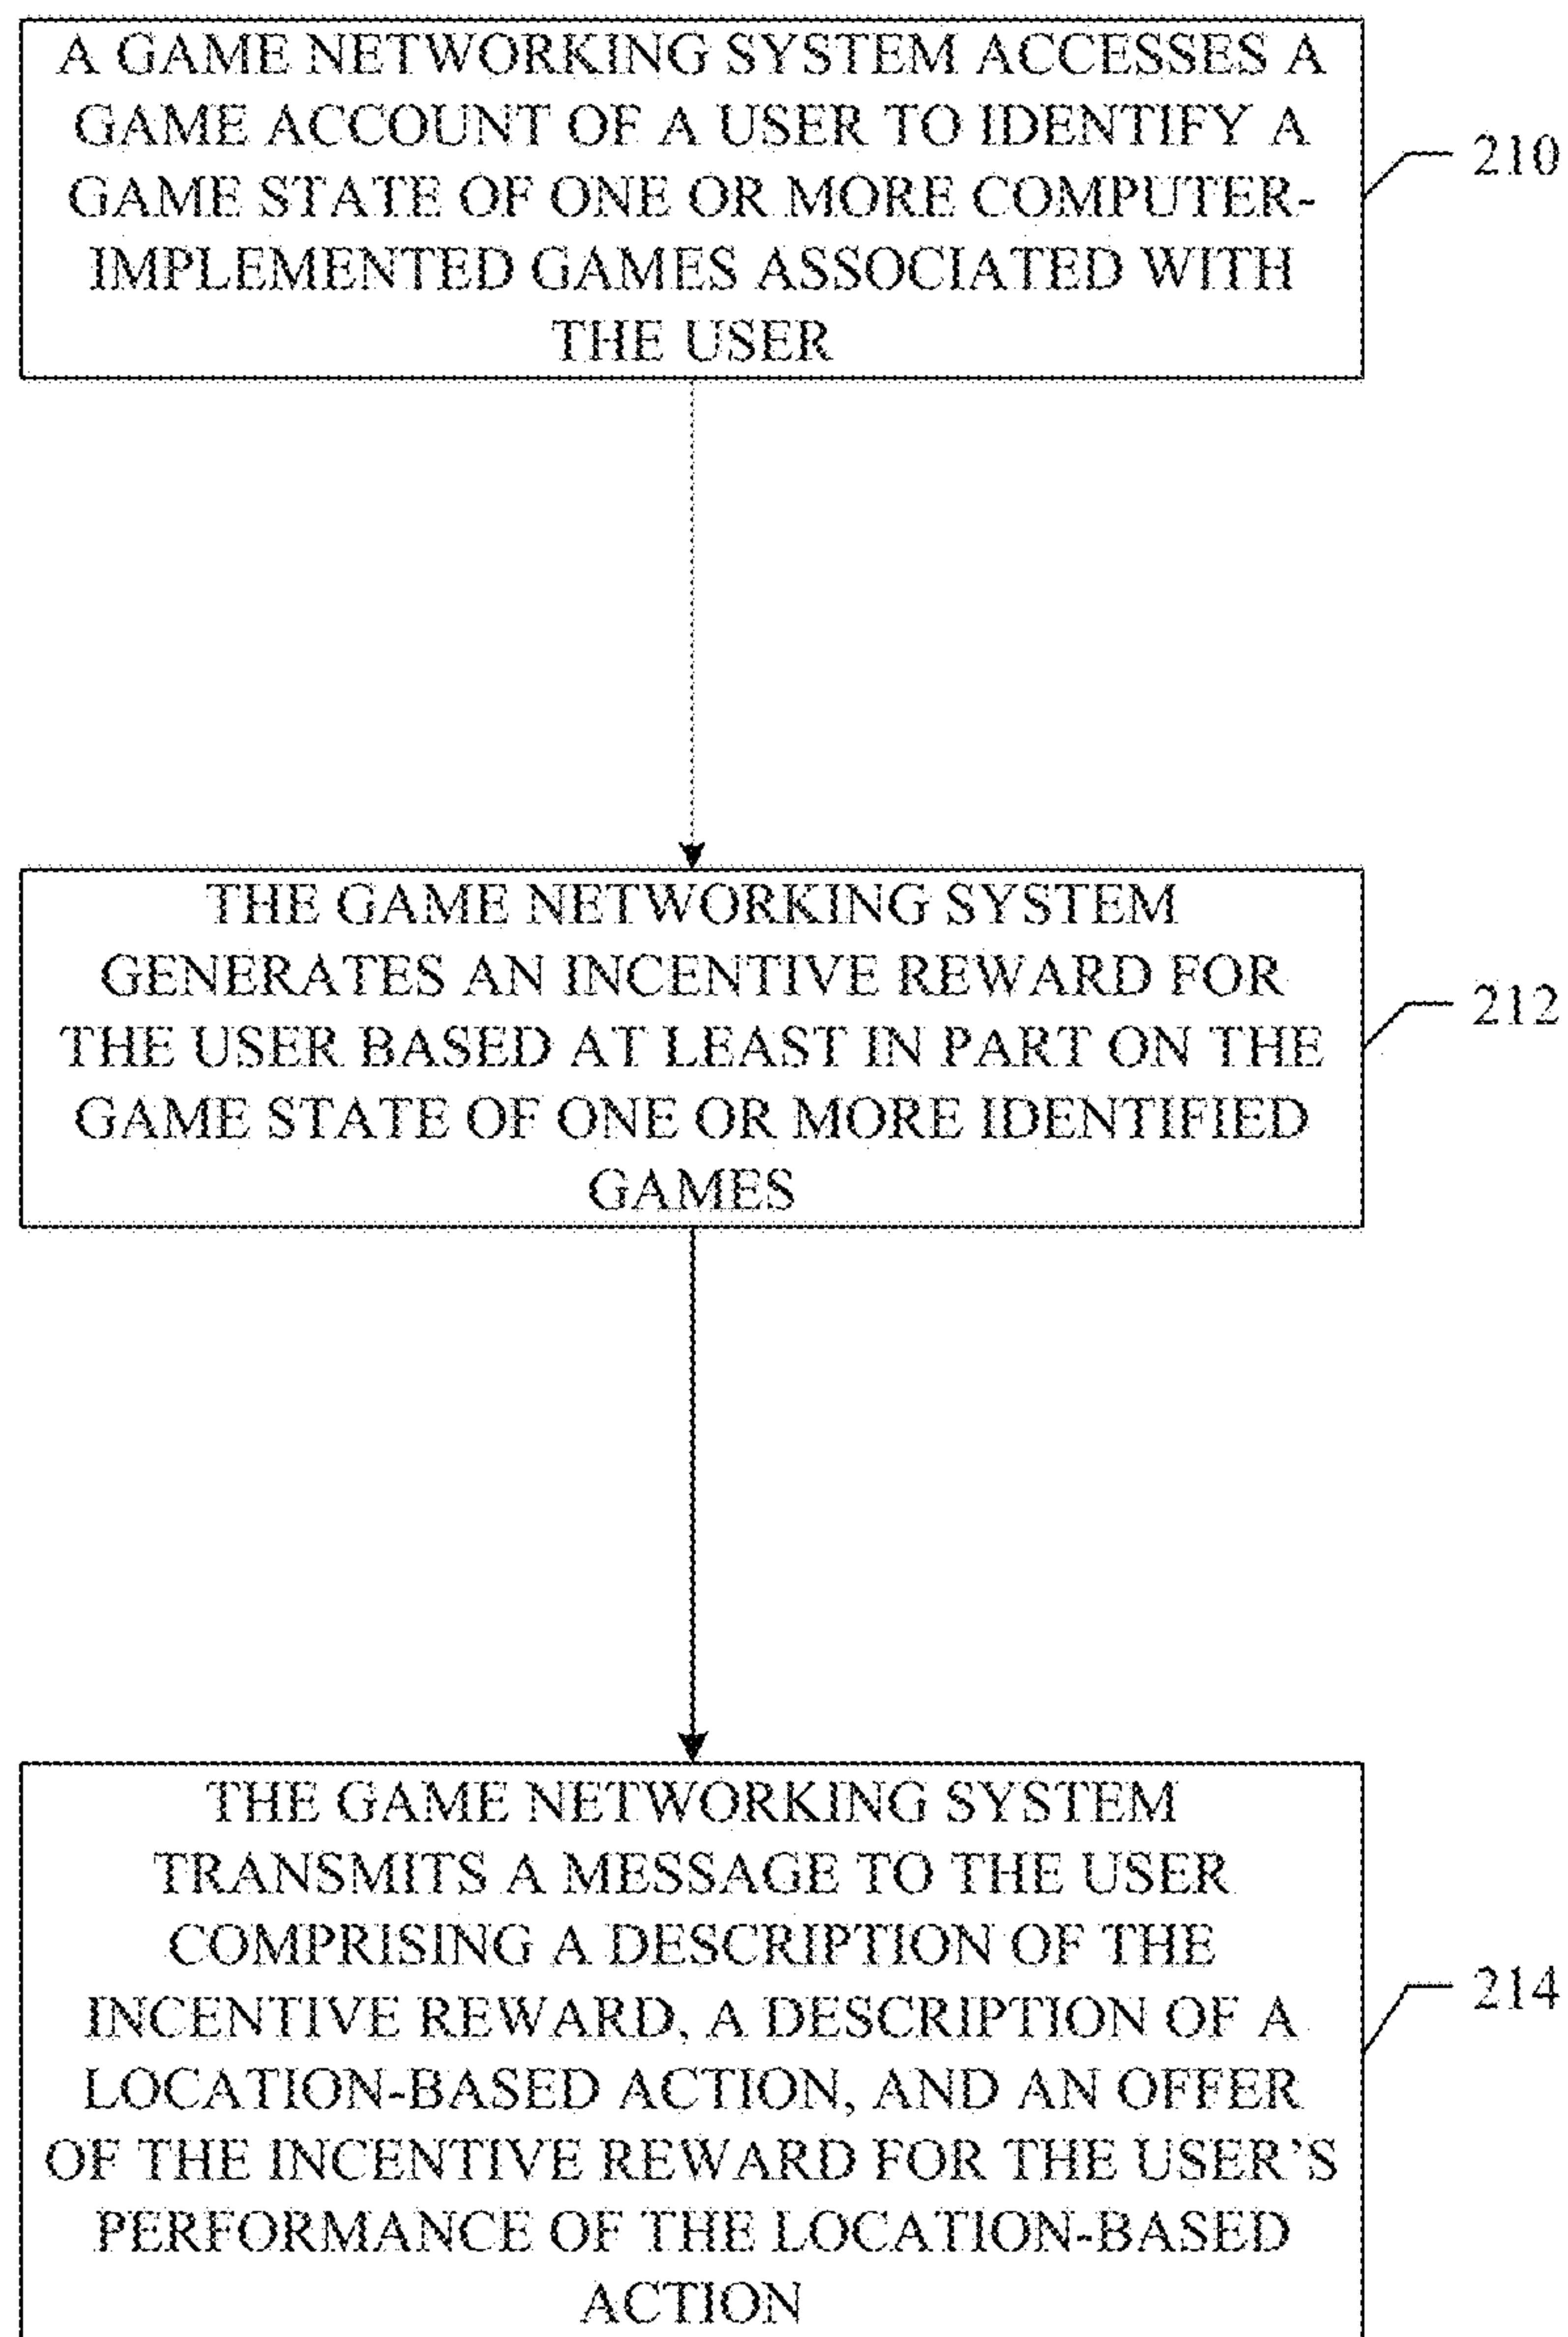 A GAME NETWORKING SYSTEM ACCESSES A
GAME ACCOUNT OF A USER TO IDENTIFY A
GAME STATE OF ONE OR MORE COMPUTER-
IMPLEMENTED GAMES ASSOCIATED WITH
THE USER
210
THE GAME NETWORKING SYSTEM
GENERATES AN INCENTIVE REWARD FOR
THE USER BASED AT LEAST IN PART ON THE
GAME STATE OF ONE OR MORE IDENTIFIED
GAMES
212
THE GAME NETWORKING SYSTEM
TRANSMITS A MESSAGE TO THE USER
COMPRISING A DESCRIPTION OF THE
INCENTIVE REWARD, A DESCRIPTION OF A
LOCATION-BASED ACTION, AND AN OFFER
OF THE INCENTIVE REWARD FOR THE USER’S
PERFORMANCE OF THE LOCATION-BASED
ACTION
214